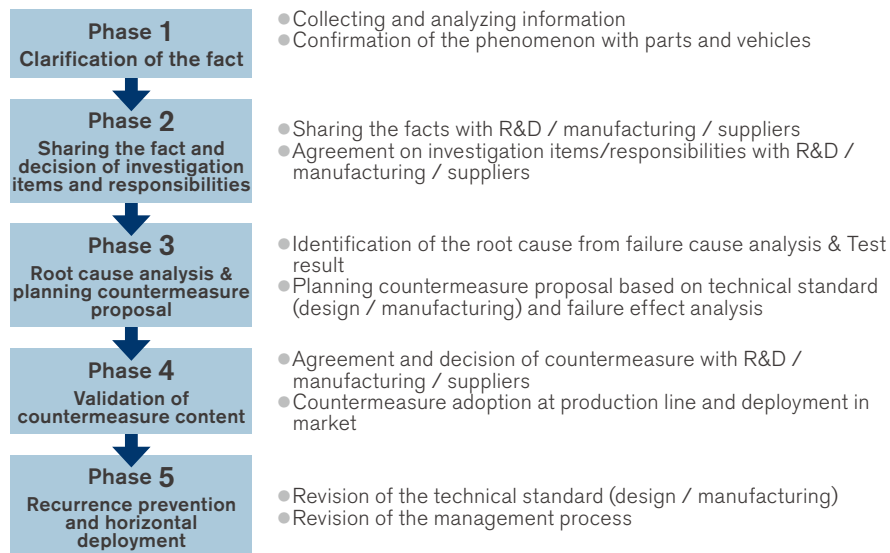 Phase 1
Clarification of the fact
●Collecting and analyzing information
●Confirmation of the phenomenon with parts and vehicles
Phase 2
Sharing the fact and
decision of investigation
items and responsibilities
●Sharing the facts with R&D / manufacturing / suppliers
●Agreement on investigation items/responsibilities with R&D /
manufacturing / suppliers
Phase 3
Root cause analysis &
planning countermeasure
proposal
●Identification of the root cause from failure cause analysis & Test
result
●Planning countermeasure proposal based on technical standard
(design / manufacturing) and failure effect analysis
Phase 4
Validation of
countermeasure content
●Agreement and decision of countermeasure with R&D /
manufacturing / suppliers
●Countermeasure adoption at production line and deployment in
market
Phase 5
Recurrence prevention
and horizontal
deployment
●Revision of the technical standard (design / manufacturing)
●Revision of the management process